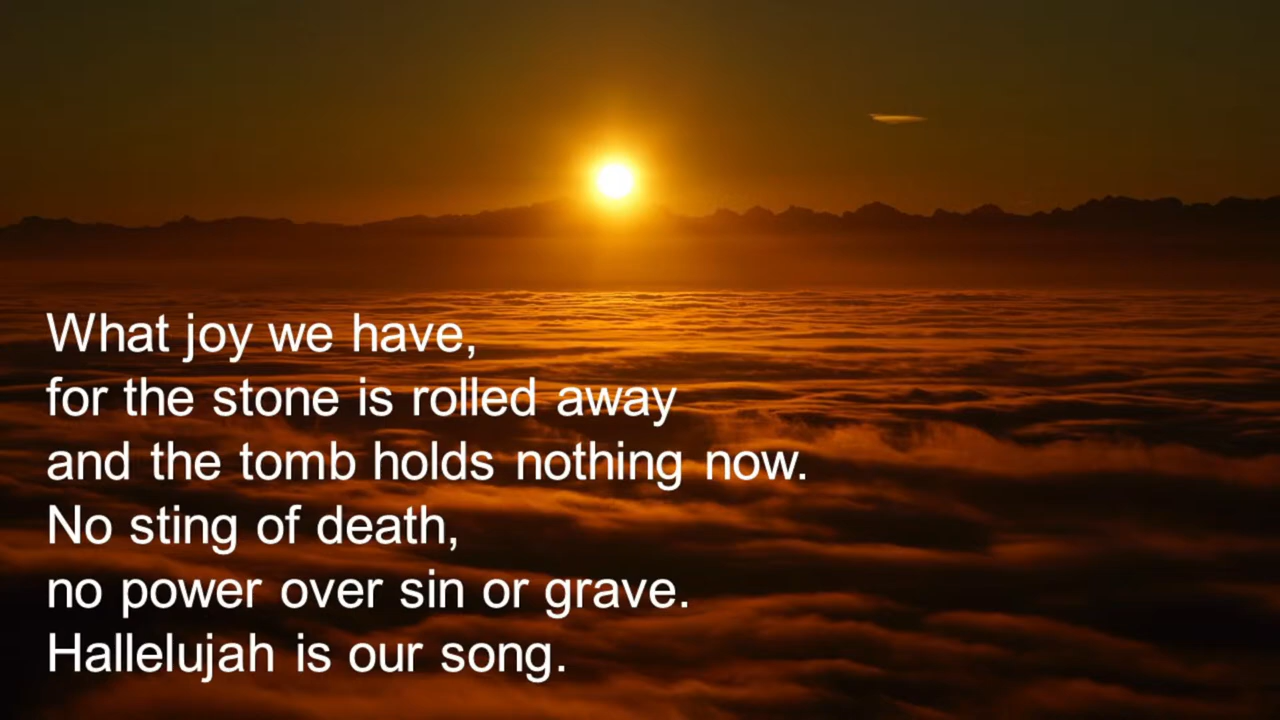 What joy we have,
for the stone is rolled away
and the tomb holds nothing now.
No sting of death,
no power over sin or grave.
Hallelujah is our song.